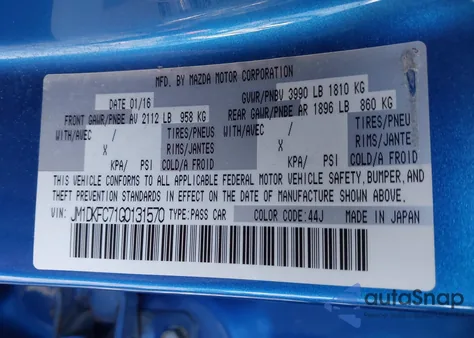 MFD. BY MAZDA MOTOR CORPORATION
DATE 01/16 GVWR/PNBV 3990 LB 1810 KG
FRONT GAWR/PNBE AV 2112 LB 958 KG REAR GAWR/PNBE AR 1896 LB 860 KG
WITH/AVEC / TIRES/PNEUS WITH/AVEC / TIRES/PNEU
X RIMS/JANTES X RIMS/JANTES
KPA/ PSI COLD/A FROID KPA/ PSI COLD/A FROID
THIS VEHICLE CONFORMS TO ALL APPLICABLE FEDERAL MOTOR VEHICLE SAFETY, BUMPER, AND
THEFT PREVENTION STANDARDS IN EFFECT ON THE DATE OF MANUFACTURE SHOWN ABOVE.
VIN: JM1DKFC71G0131570 TYPE:PASS CAR COLOR CODE:44J MADE IN JAPAN
autoSnap